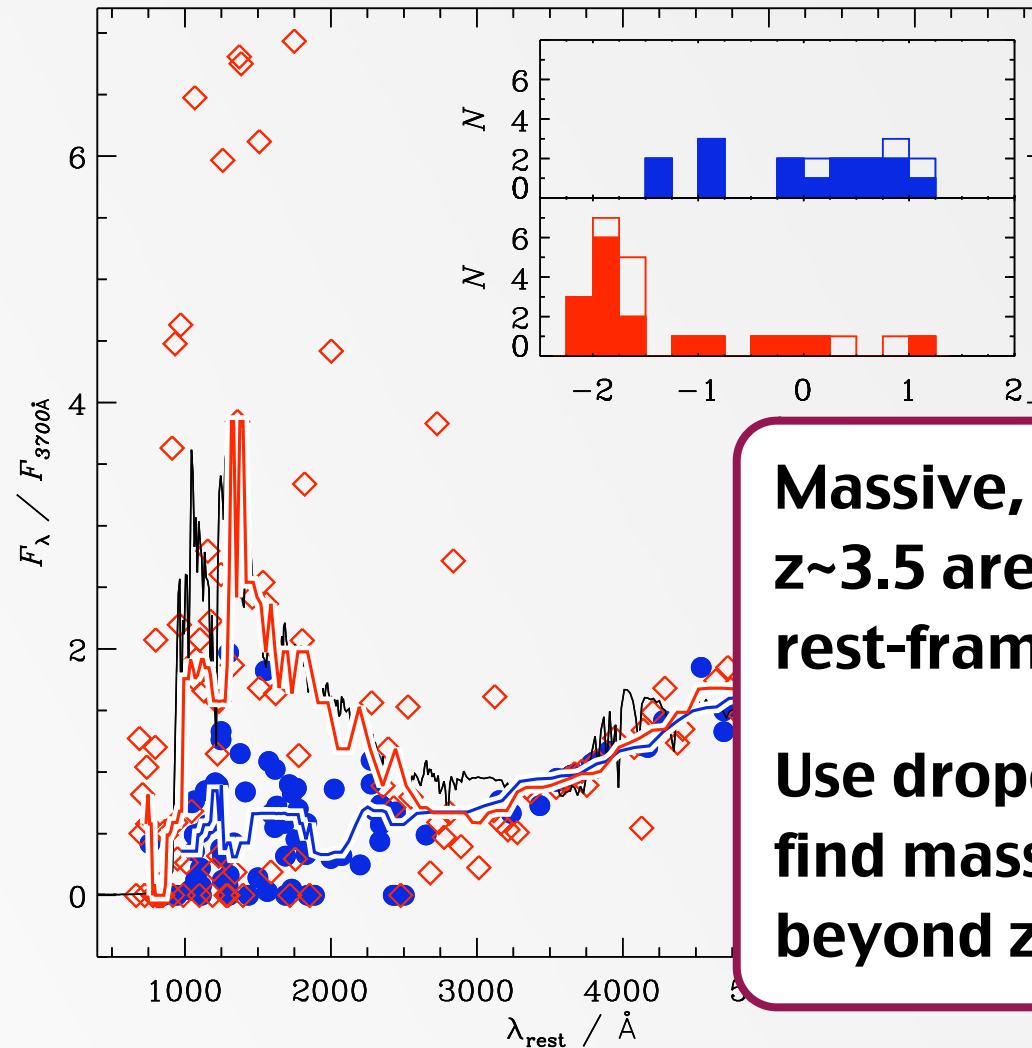 6
4
2
0
N
6
4
2
0
N
-2 -1 0 1 2
6
4
2
0
Fλ / F3700Å
1000 2000 3000 4000
λrest / Å
Massive,
z~3.5 are
rest-fram
Use drop
find mass
beyond z